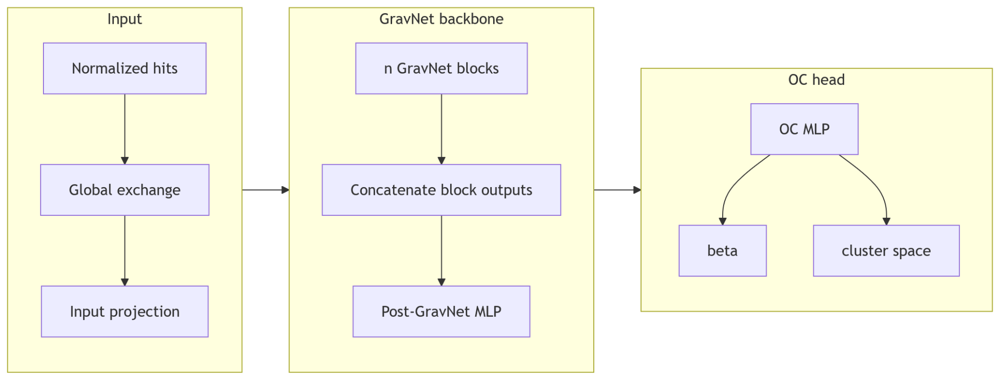 Input
Normalized hits
Global exchange
Input projection
GravNet backbone
n GravNet blocks
Concatenate block outputs
Post-GravNet MLP
OC head
OC MLP
beta
cluster space